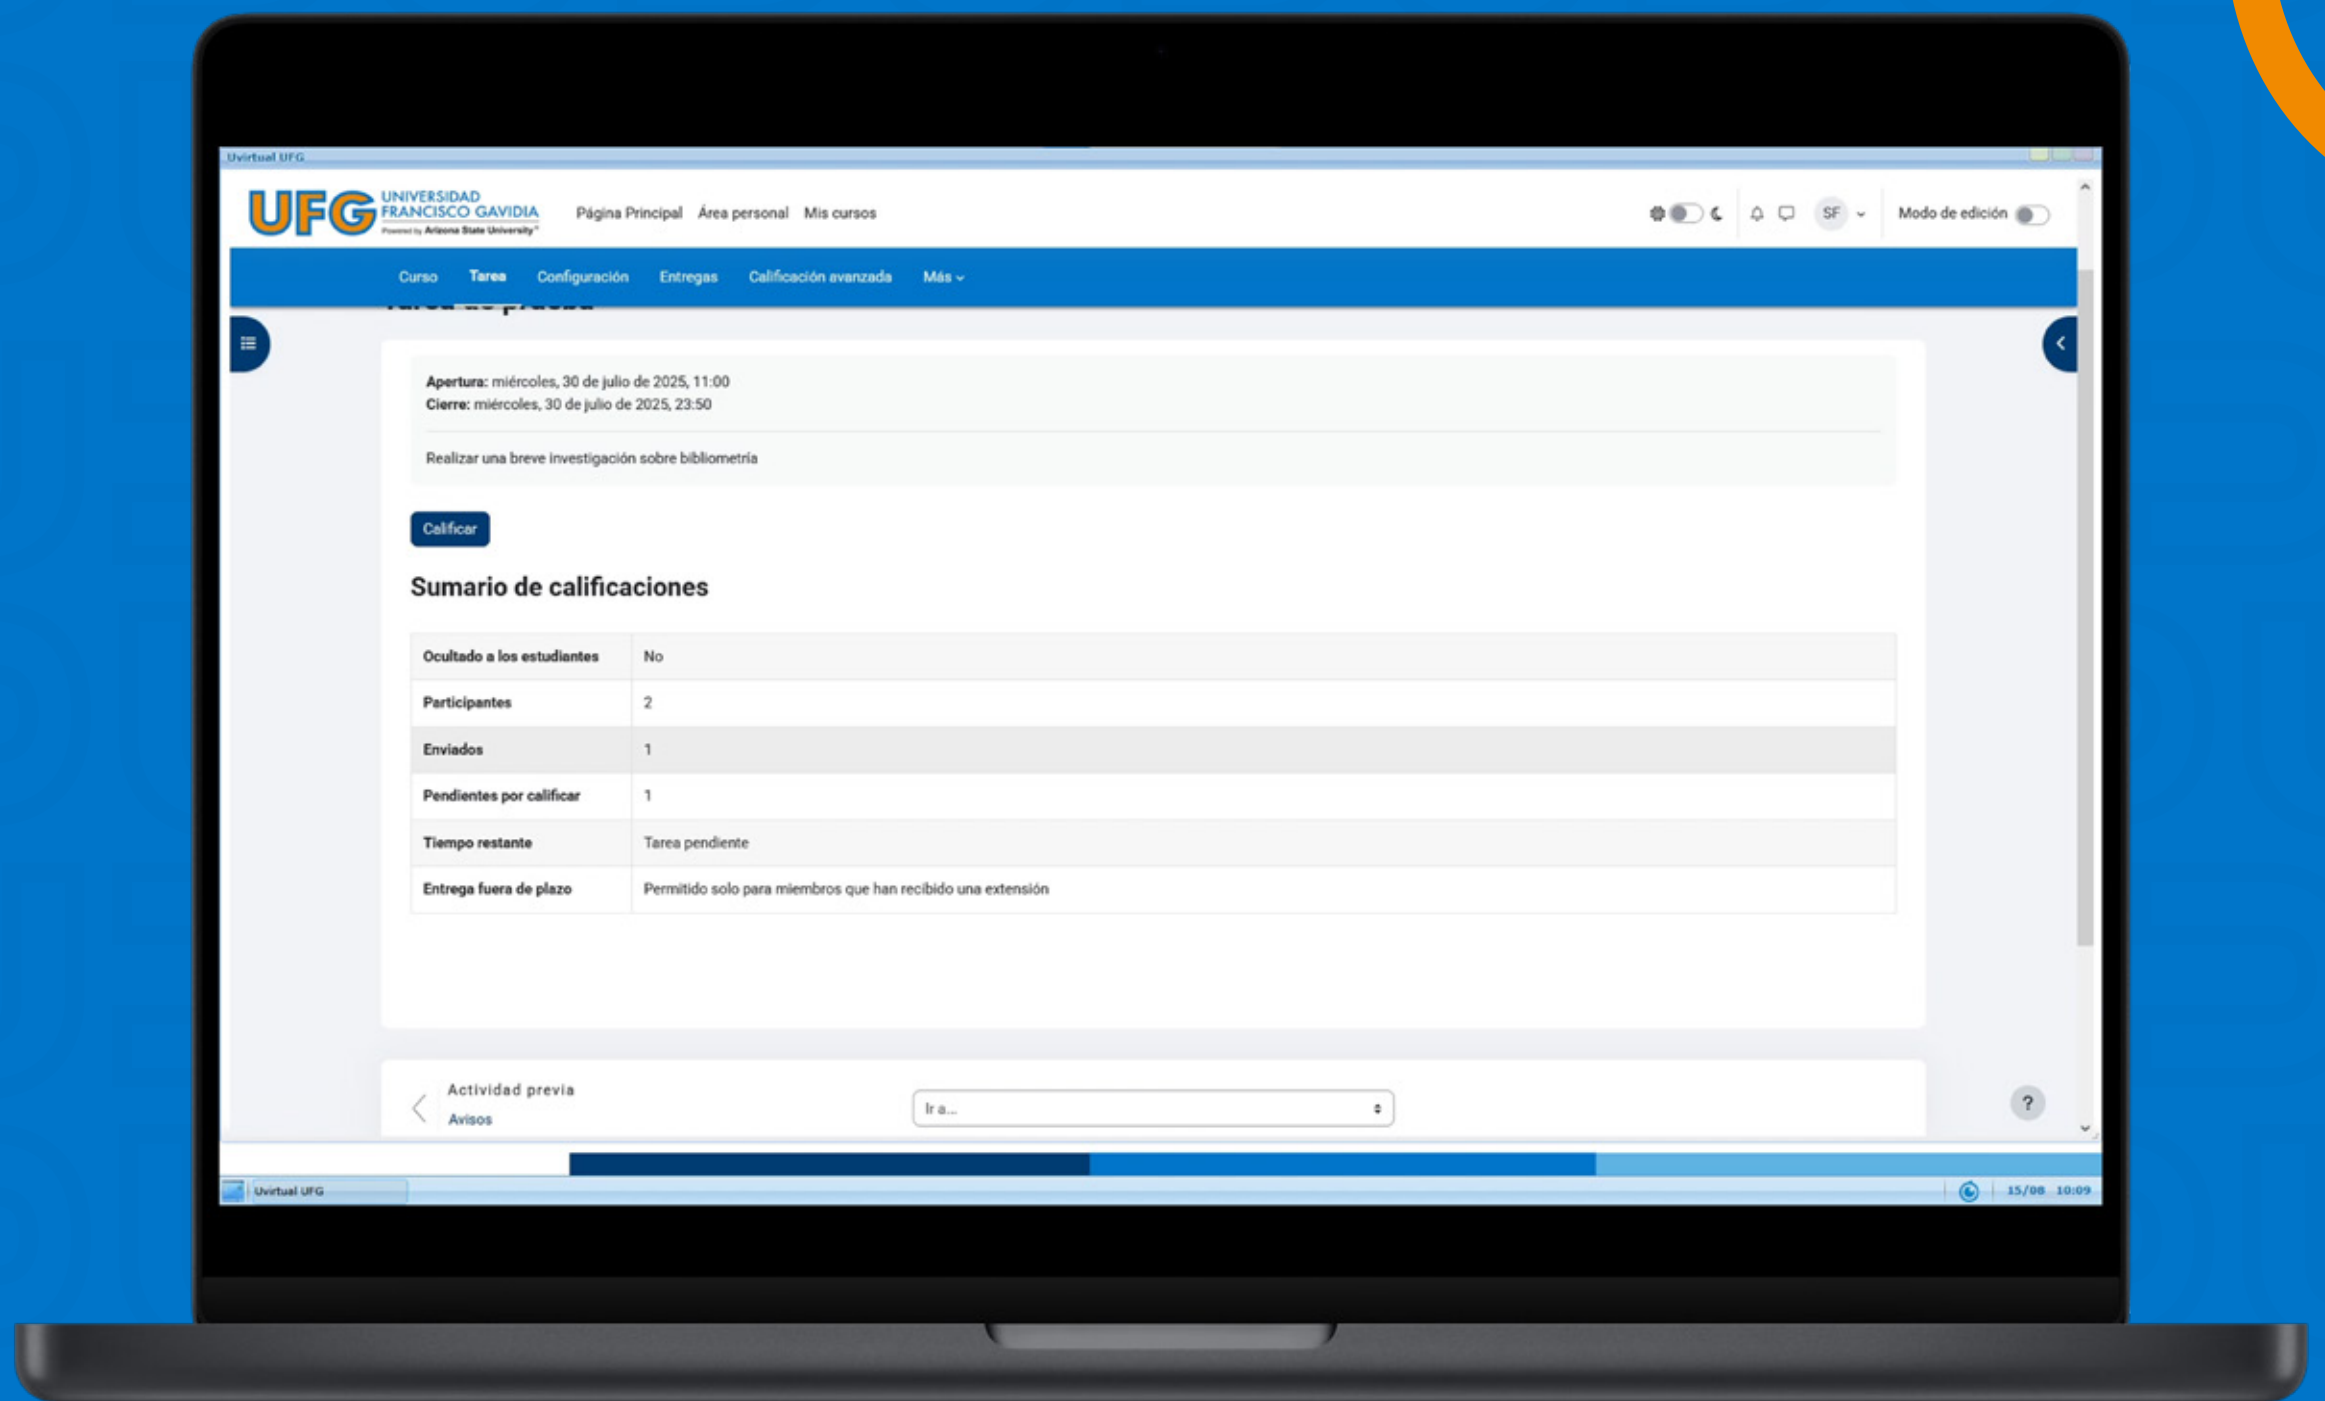 Uvirtual UFG
UFG UNIVERSIDAD
FRANCISCO GAVIDIA
Powered by Arizona State University
Página Principal Área personal Mis cursos
SF
Modo de edición
Curso Tarea Configuración Entregas Calificación avanzada Más
Tarea de prueba
Apertura: miércoles, 30 de julio de 2025, 11:00
Cierre: miércoles, 30 de julio de 2025, 23:50
Realizar una breve investigación sobre bibliometría
Calificar
Sumario de calificaciones
Ocultado a los estudiantes No
Participantes 2
Enviados 1
Pendientes por calificar 1
Tiempo restante Tarea pendiente
Entrega fuera de plazo Permitido solo para miembros que han recibido una extensión
Actividad previa
Avisos
Ir a...
?
Uvirtual UFG
15/08 10:09